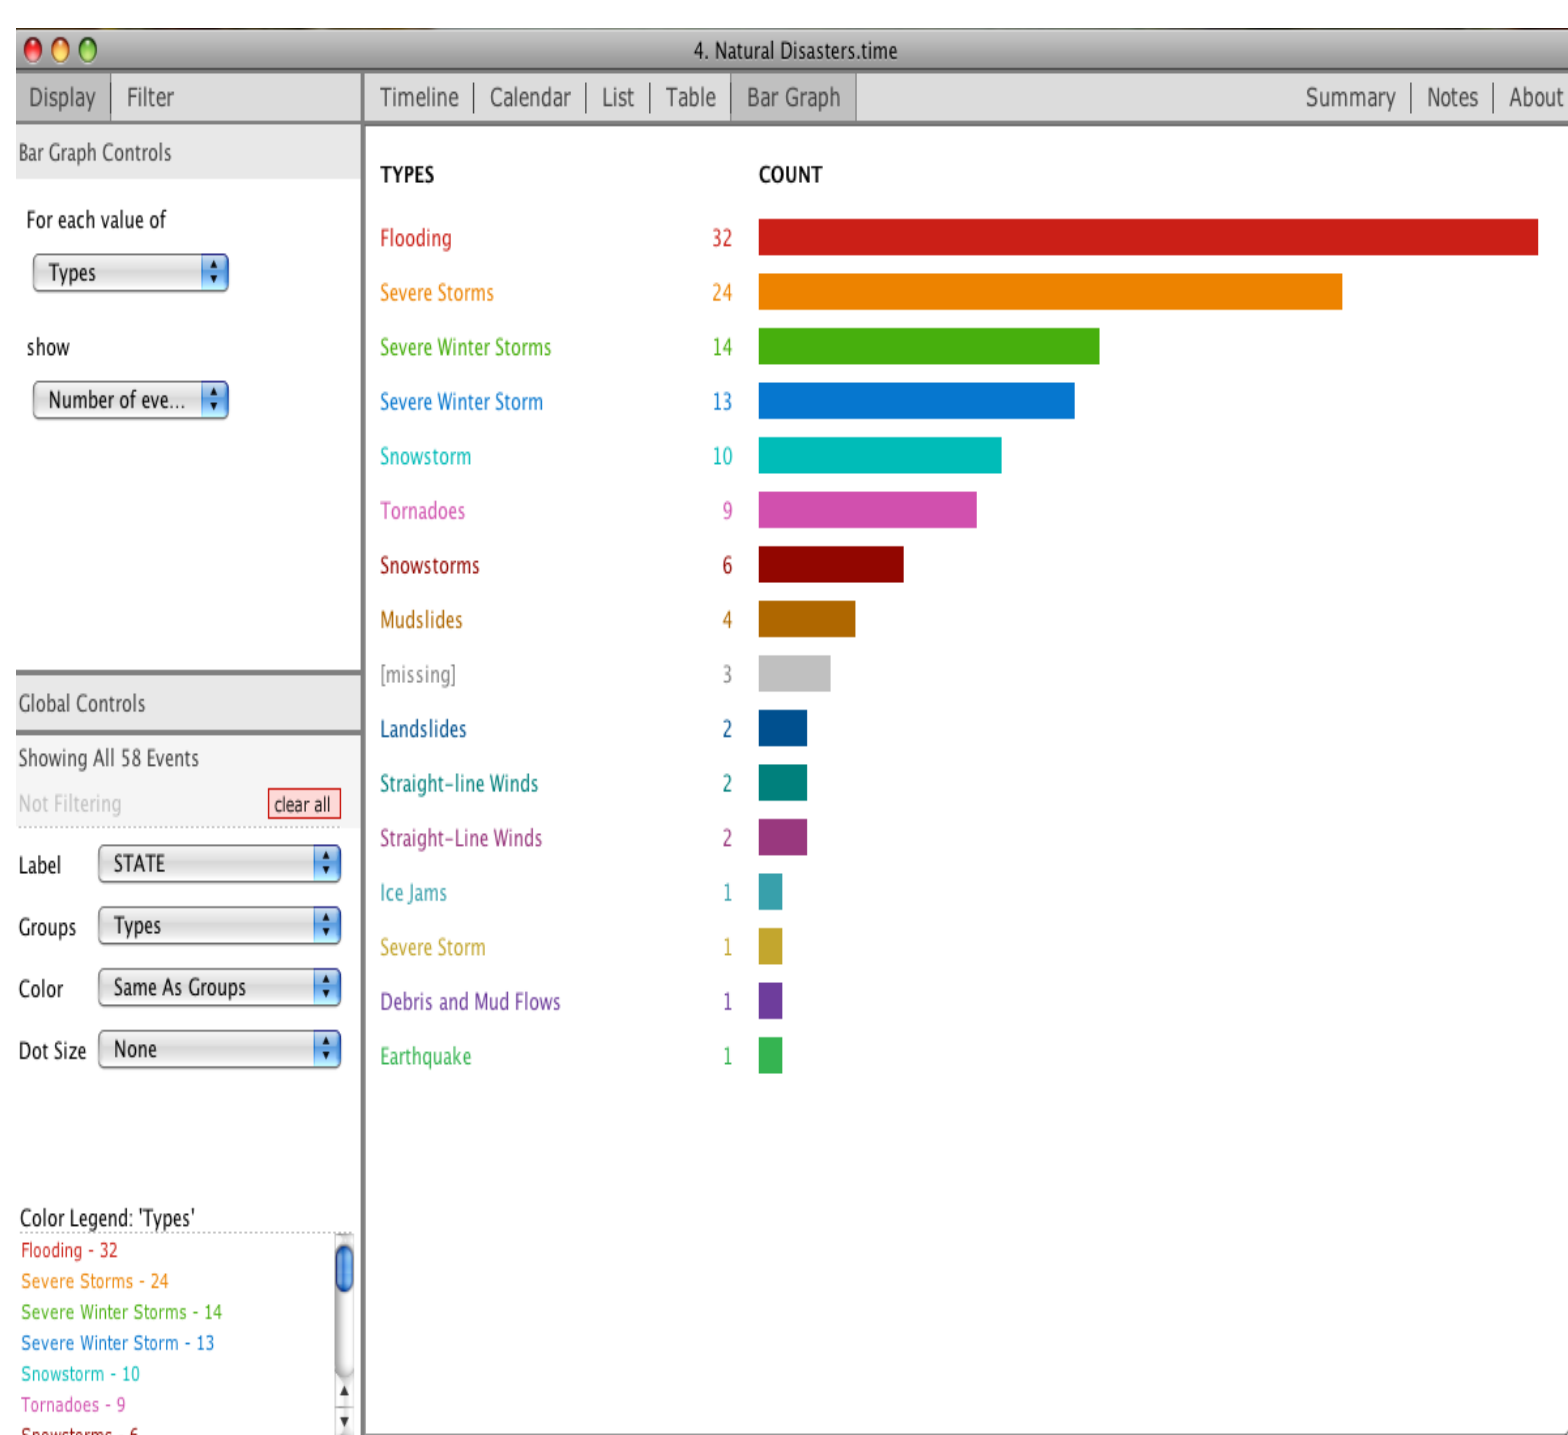 4. Natural Disasters.time
Display Filter Timeline Calendar List Table Bar Graph Summary Notes About
Bar Graph Controls
For each value of
Types
show
Number of eve...
Global Controls
Showing All 58 Events
Not Filtering clear all
Label STATE
Groups Types
Color Same As Groups
Dot Size None
Color Legend: 'Types'
Flooding - 32
Severe Storms - 24
Severe Winter Storms - 14
Severe Winter Storm - 13
Snowstorm - 10
Tornadoes - 9
Snowstorms - 6
TYPES COUNT
Flooding 32
Severe Storms 24
Severe Winter Storms 14
Severe Winter Storm 13
Snowstorm 10
Tornadoes 9
Snowstorms 6
Mudslides 4
[missing] 3
Landslides 2
Straight-line Winds 2
Straight-Line Winds 2
Ice Jams 1
Severe Storm 1
Debris and Mud Flows 1
Earthquake 1